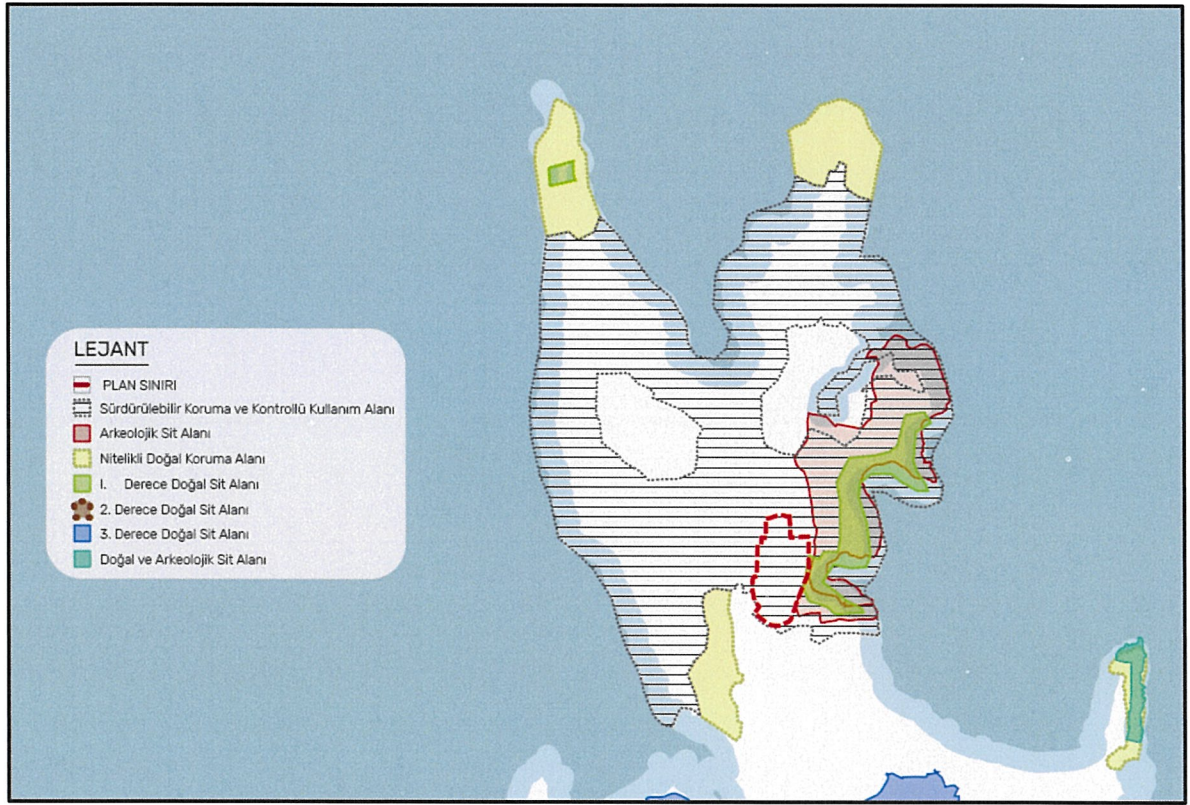 LEJANT
PLAN SINIRI
Sürdürülebilir Koruma ve Kontrollü Kullanım Alanı
Arkeolojik Sit Alanı
Nitelikli Doğal Koruma Alanı
I. Derece Doğal Sit Alanı
2. Derece Doğal Sit Alanı
3. Derece Doğal Sit Alanı
Doğal ve Arkeolojik Sit Alanı